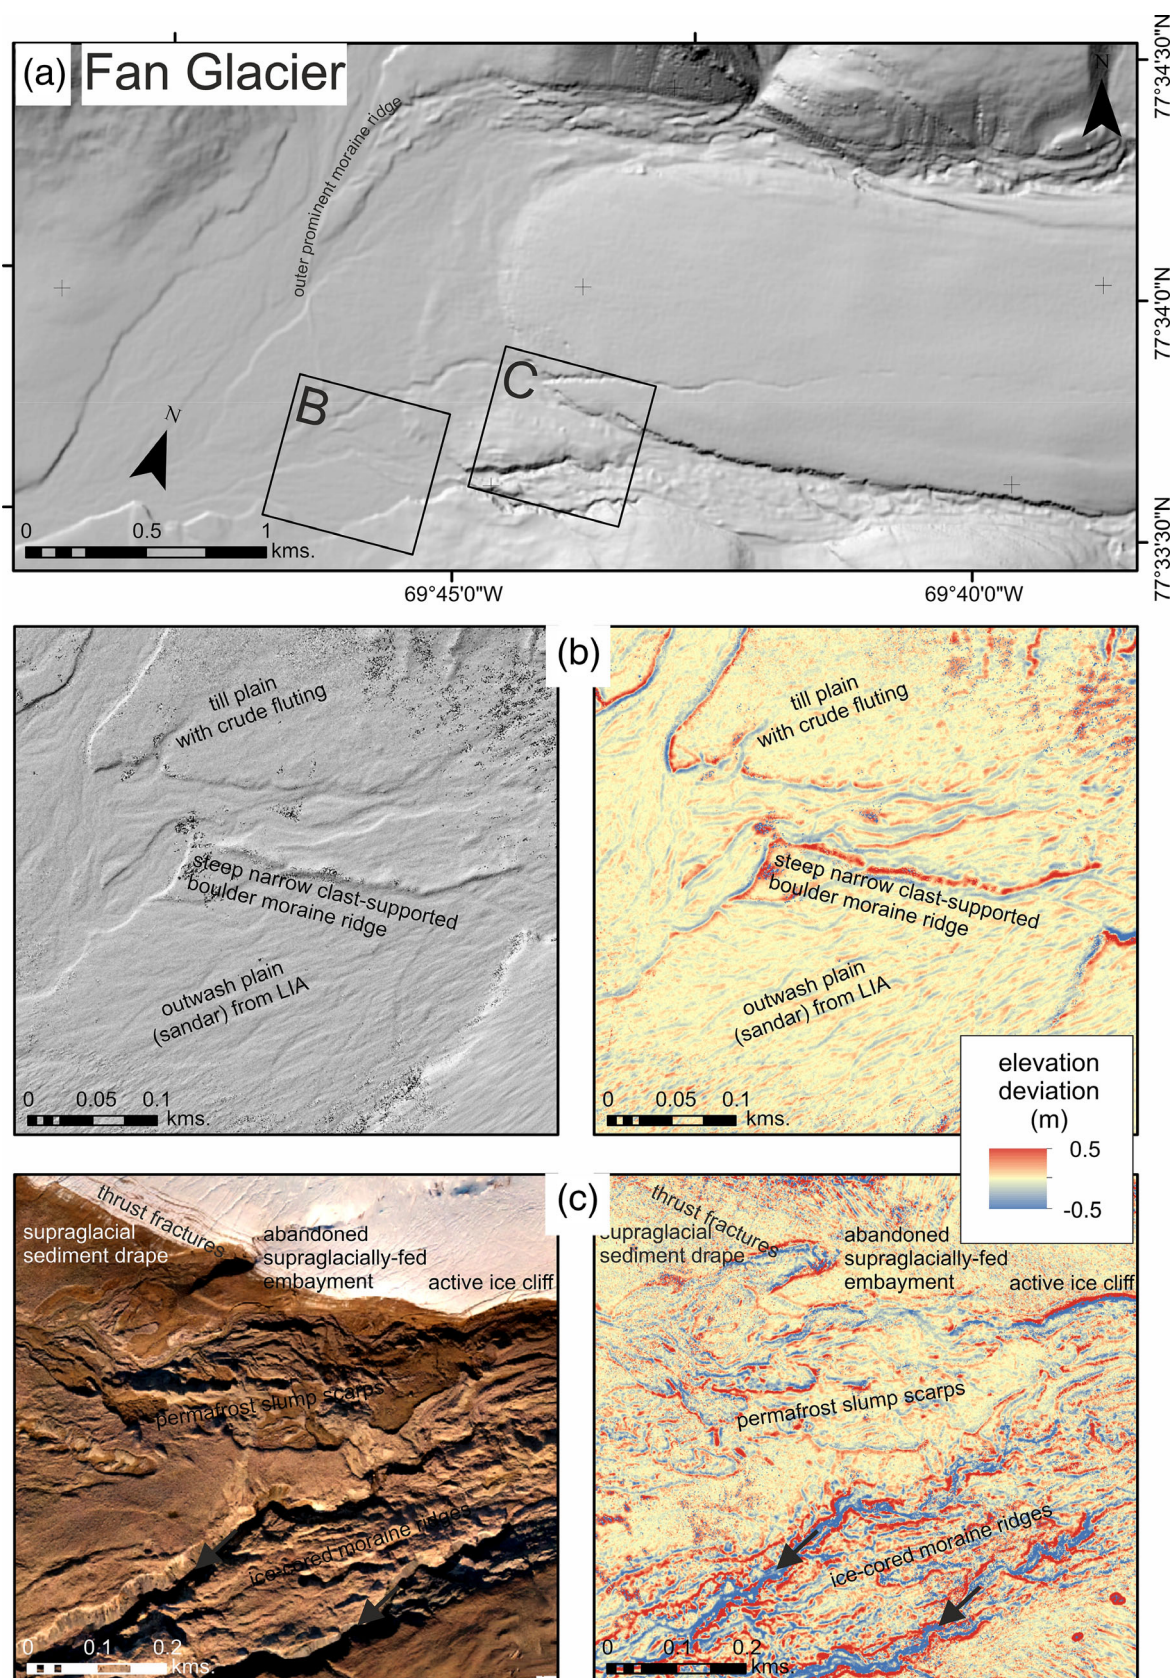 (a) Fan Glacier
N
77°34'30"N
outer prominent moraine ridge
77°34'0"N
B
C
N
0 0.5 1
kms.
77°33'30"N
69°45'0"W 69°40'0"W
(b)
till plain
with crude fluting
steep narrow clast-supported
boulder moraine ridge
outwash plain
(sandar) from LIA
0 0.05 0.1
kms.
till plain
with crude fluting
steep narrow clast-supported
boulder moraine ridge
outwash plain
(sandar) from LIA
0 0.05 0.1
kms.
elevation
deviation
(m)
0.5
-0.5
(c)
thrust fractures
supraglacial
sediment drape
abandoned
supraglacially-fed
embayment
active ice cliff
permafrost slump scarps
ice-cored moraine ridges
0 0.1 0.2
kms.
thrust fractures
supraglacial
sediment drape
abandoned
supraglacially-fed
embayment
active ice cliff
permafrost slump scarps
ice-cored moraine ridges
0 0.1 0.2
kms.